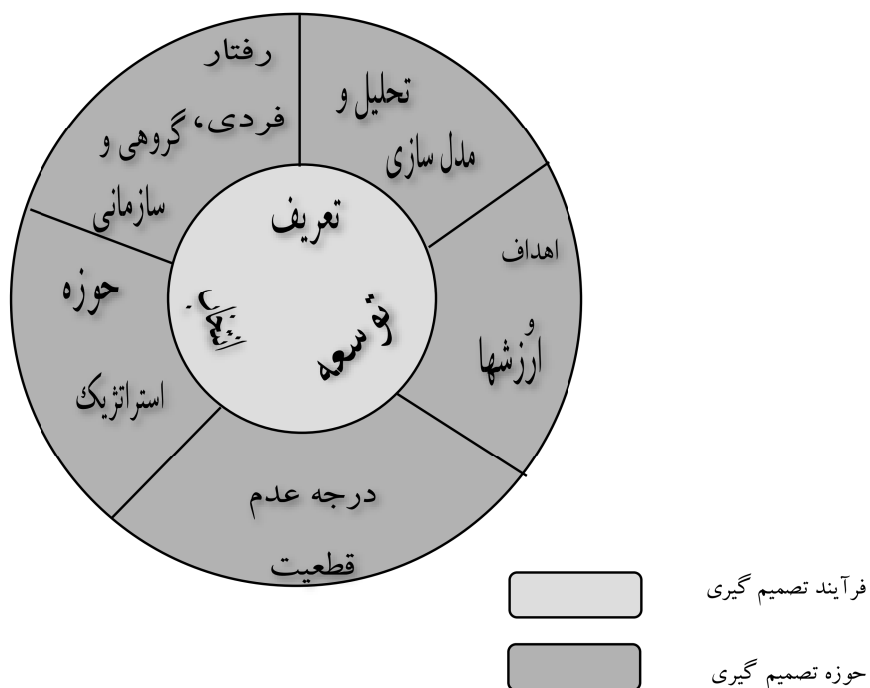 رفتار
فردی، گروهی و
سازمانی
تحلیل و
مدل سازی
اهداف
و
ارزشها
درجه عدم
قطعیت
حوزه
استراتژیک
تعریف
توسعه
انتخاب
فرآیند تصمیم گیری
حوزه تصمیم گیری